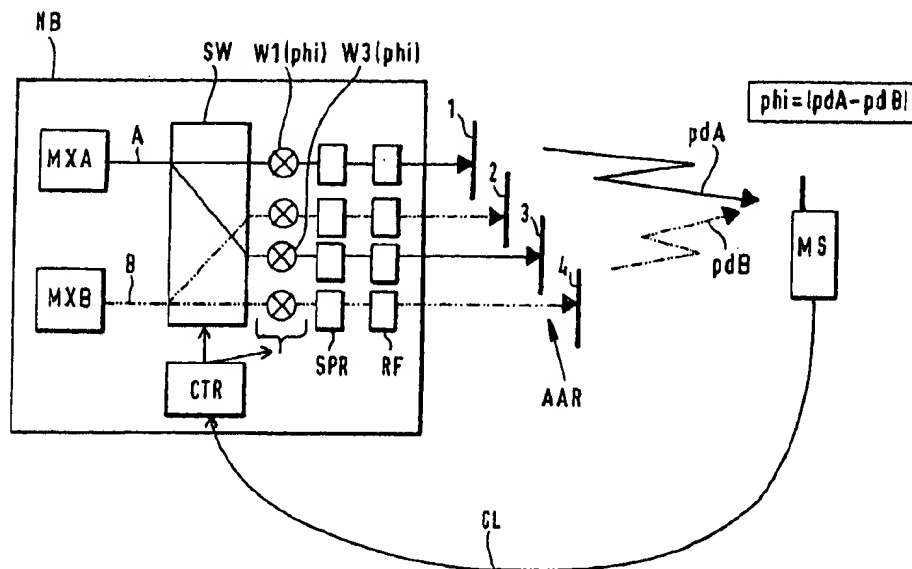 NB
SW
W1(phi)
W3(phi)
MXA
A
1
pdA
phi=|pdA-pdB|
2
3
4
pdB
MS
MXB
B
SPR
RF
AAR
CTR
CL